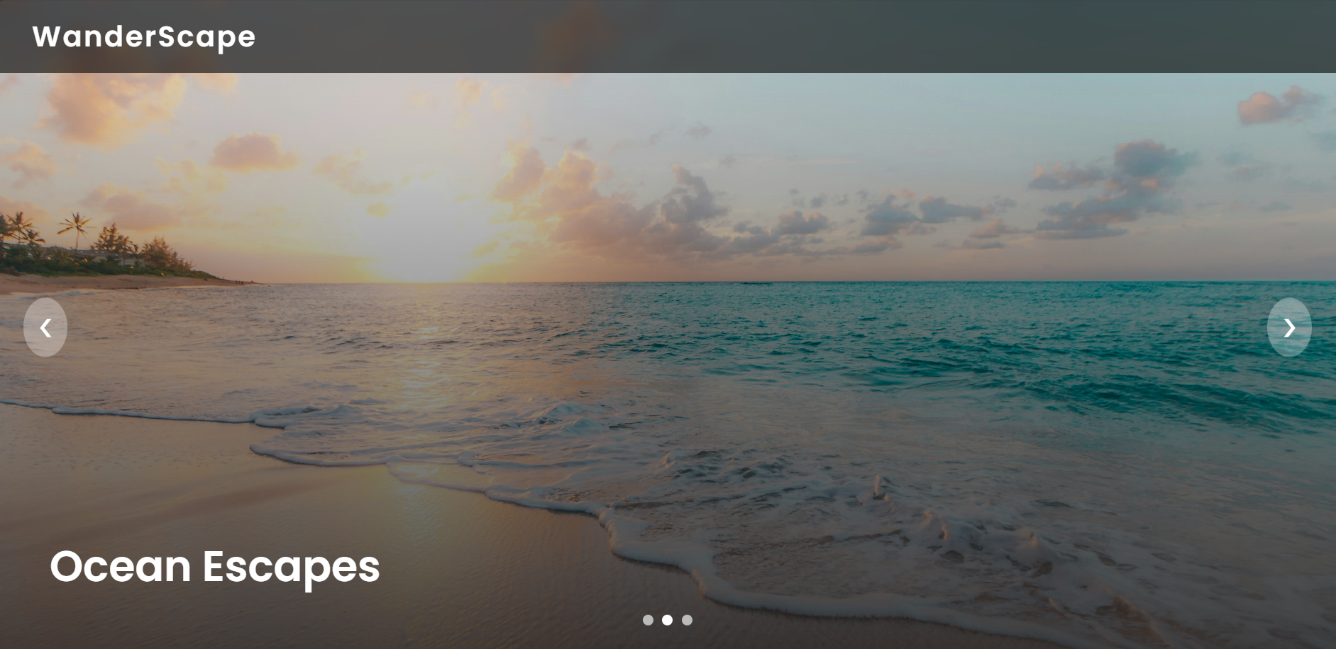 WanderScape
❮
❯
Ocean Escapes